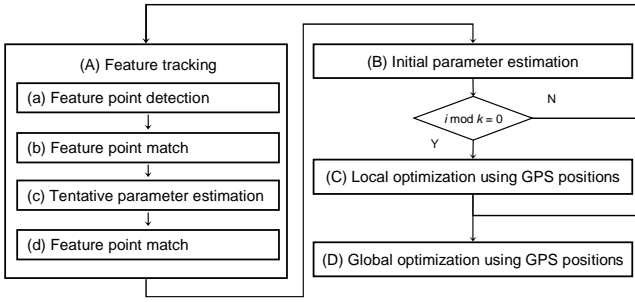 (A) Feature tracking
(a) Feature point detection
(b) Feature point match
(c) Tentative parameter estimation
(d) Feature point match
(B) Initial parameter estimation
i mod k = 0
N
Y
(C) Local optimization using GPS positions
(D) Global optimization using GPS positions